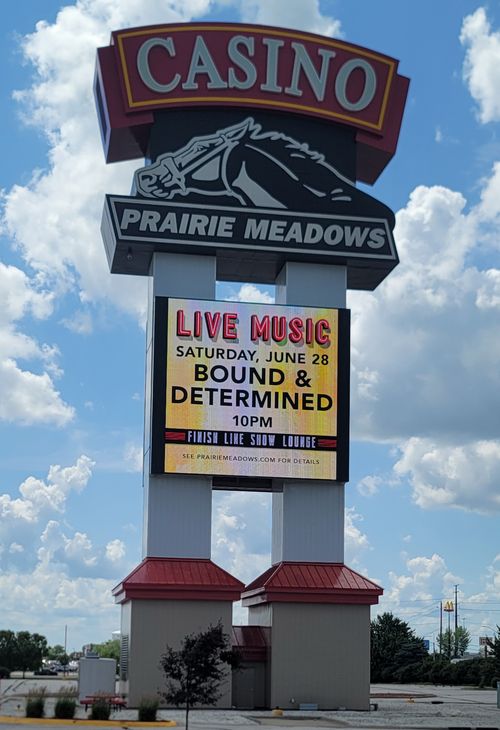 CASINO
PRAIRIE MEADOWS
LIVE MUSIC
SATURDAY, JUNE 28
BOUND &
DETERMINED
10PM
FINISH LINE SHOW LOUNGE
SEE PRAIRIEMEADOWS.COM FOR DETAILS